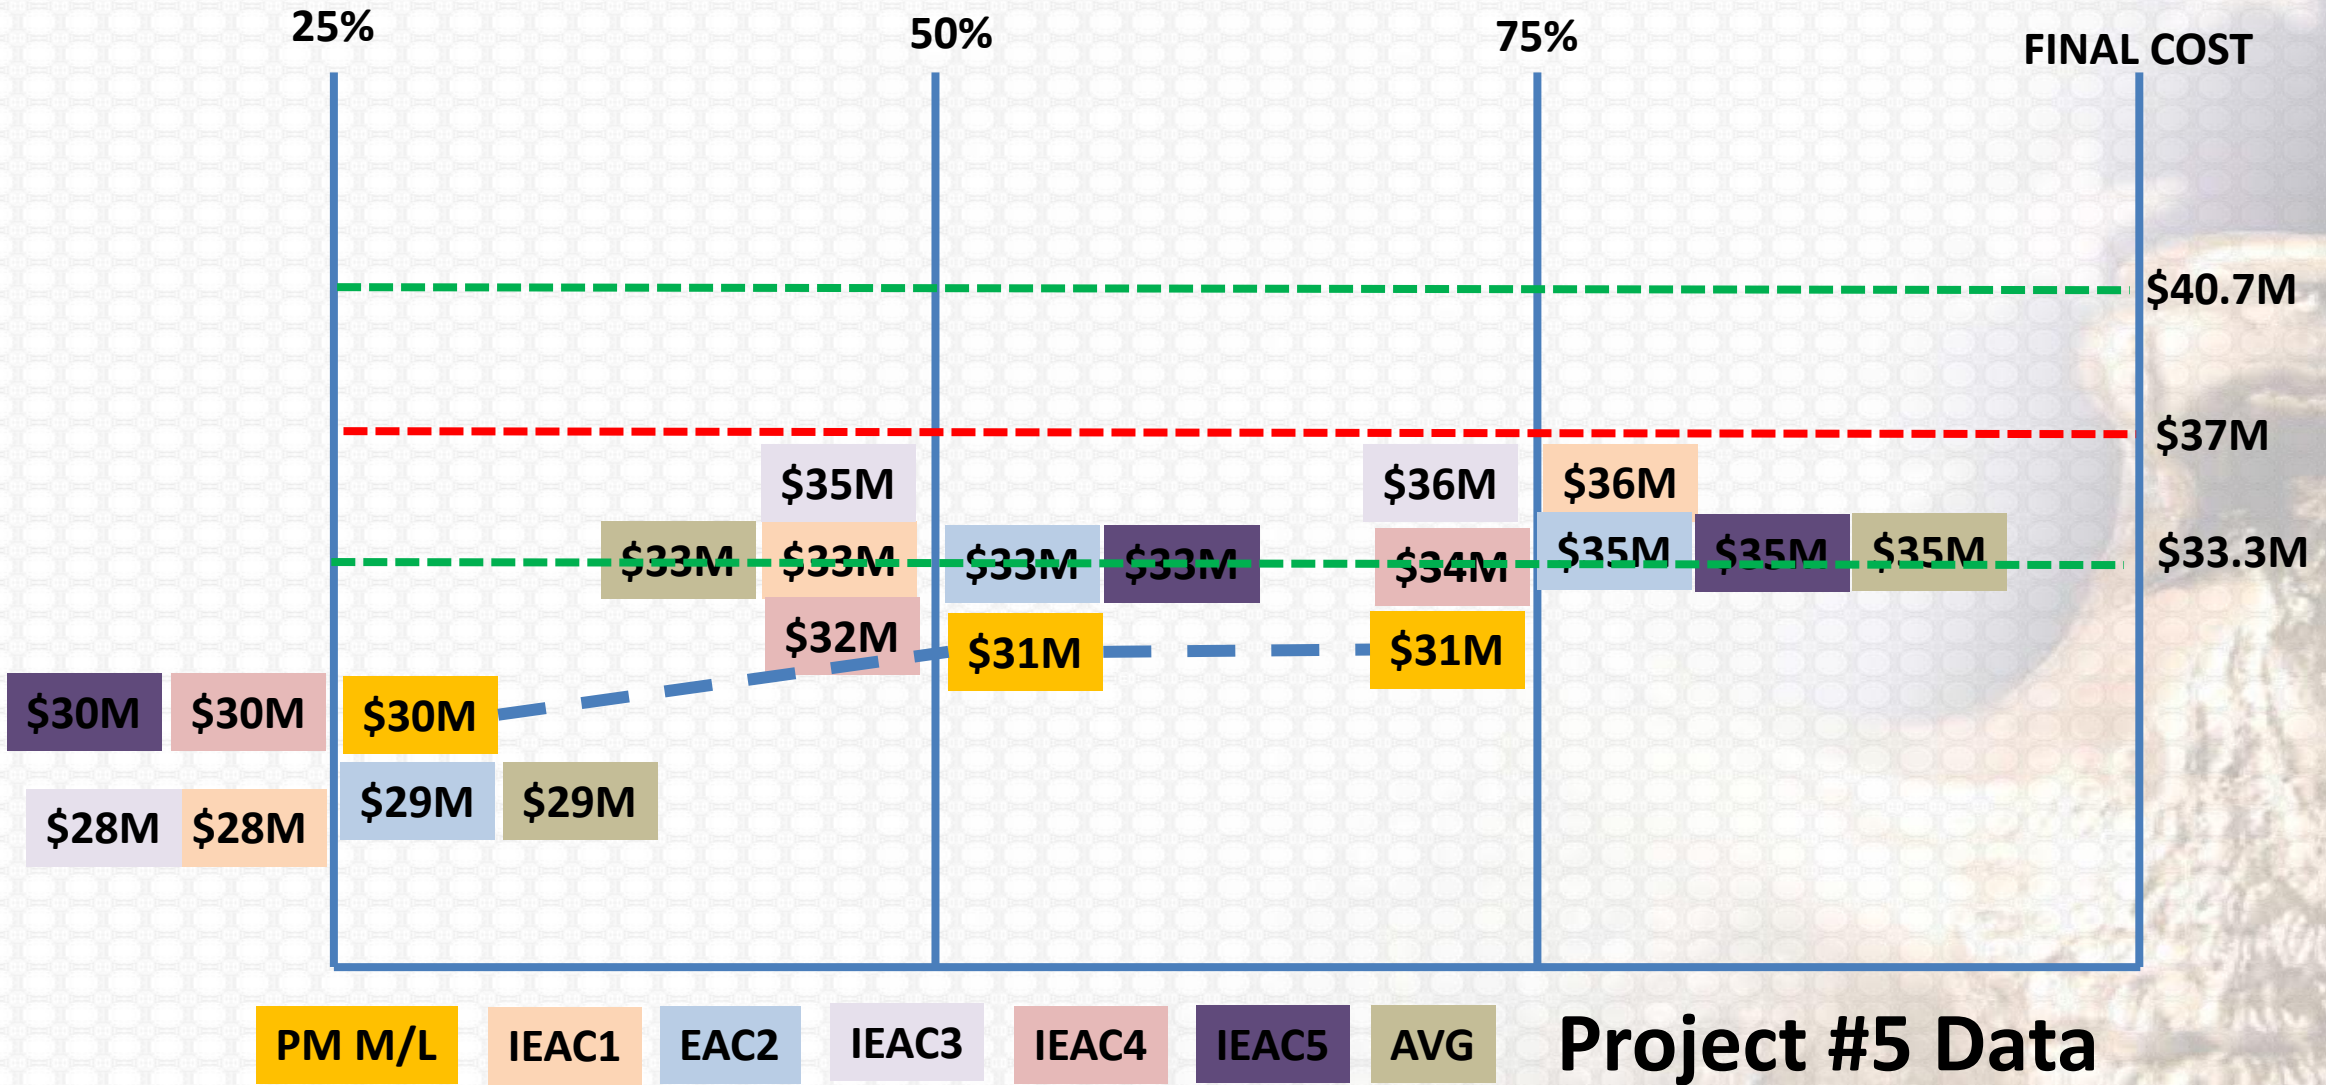 25%
50%
75%
FINAL COST
$40.7M
$37M
$35M
$36M
$36M
$33M
$33M
$33M
$33M
$34M
$35M
$35M
$35M
$33.3M
$32M
$31M
$31M
$30M
$30M
$30M
$29M
$29M
$28M
$28M
PM M/L
IEAC1
EAC2
IEAC3
IEAC4
IEAC5
AVG
Project #5 Data